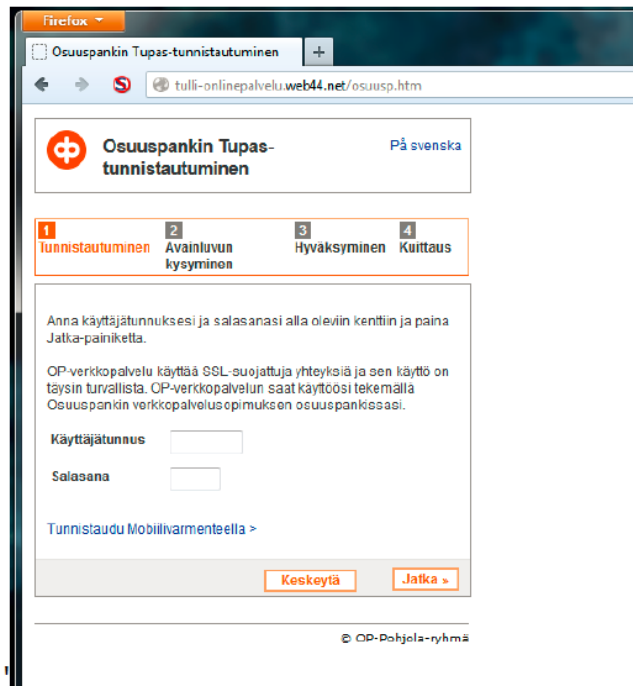 Firefox
Osuuspankin Tupas-tunnistautuminen
tulli-onlinepalvelu.web44.net/osuusp.htm
Osuuspankin Tupas-
tunnistautuminen
På svenska
1 2 3 4
Tunnistautuminen Avainluvun Hyväksyminen Kuittaus
kysyminen
Anna käyttäjätunnuksesi ja salasanasi alla oleviin kenttiin ja paina
Jatka-painiketta.
OP-verkkopalvelu käyttää SSL-suojattuja yhteyksiä ja sen käyttö on
täysin turvallista. OP-verkkopalvelun saat käyttöösi tekemällä
Osuuspankin verkkopalvelusopimuksen osuuspankissasi.
Käyttäjätunnus
Salasana
Tunnistaudu Mobiilivarmenteella >
Keskeytä Jatka »
© OP-Pohjola-ryhmä